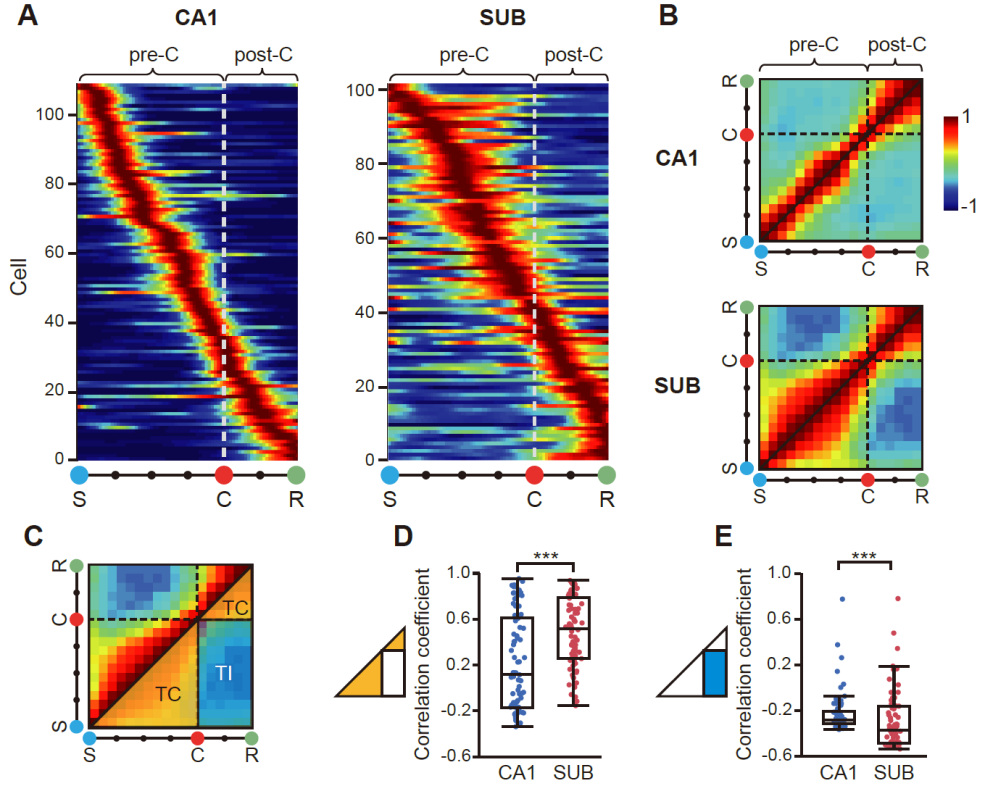 A
CA1
SUB
B
pre-C
post-C
pre-C
post-C
pre-C
post-C
Cell
100
80
60
40
20
0
S
C
R
100
80
60
40
20
0
S
C
R
CA1
R
C
S
S
C
R
1
-1
SUB
R
C
S
S
C
R
C
R
C
S
TC
TC
TI
S
C
R
D
***
Correlation coefficient
1.0
0.6
0.2
-0.2
-0.6
CA1
SUB
E
***
Correlation coefficient
1.0
0.6
0.2
-0.2
-0.6
CA1
SUB